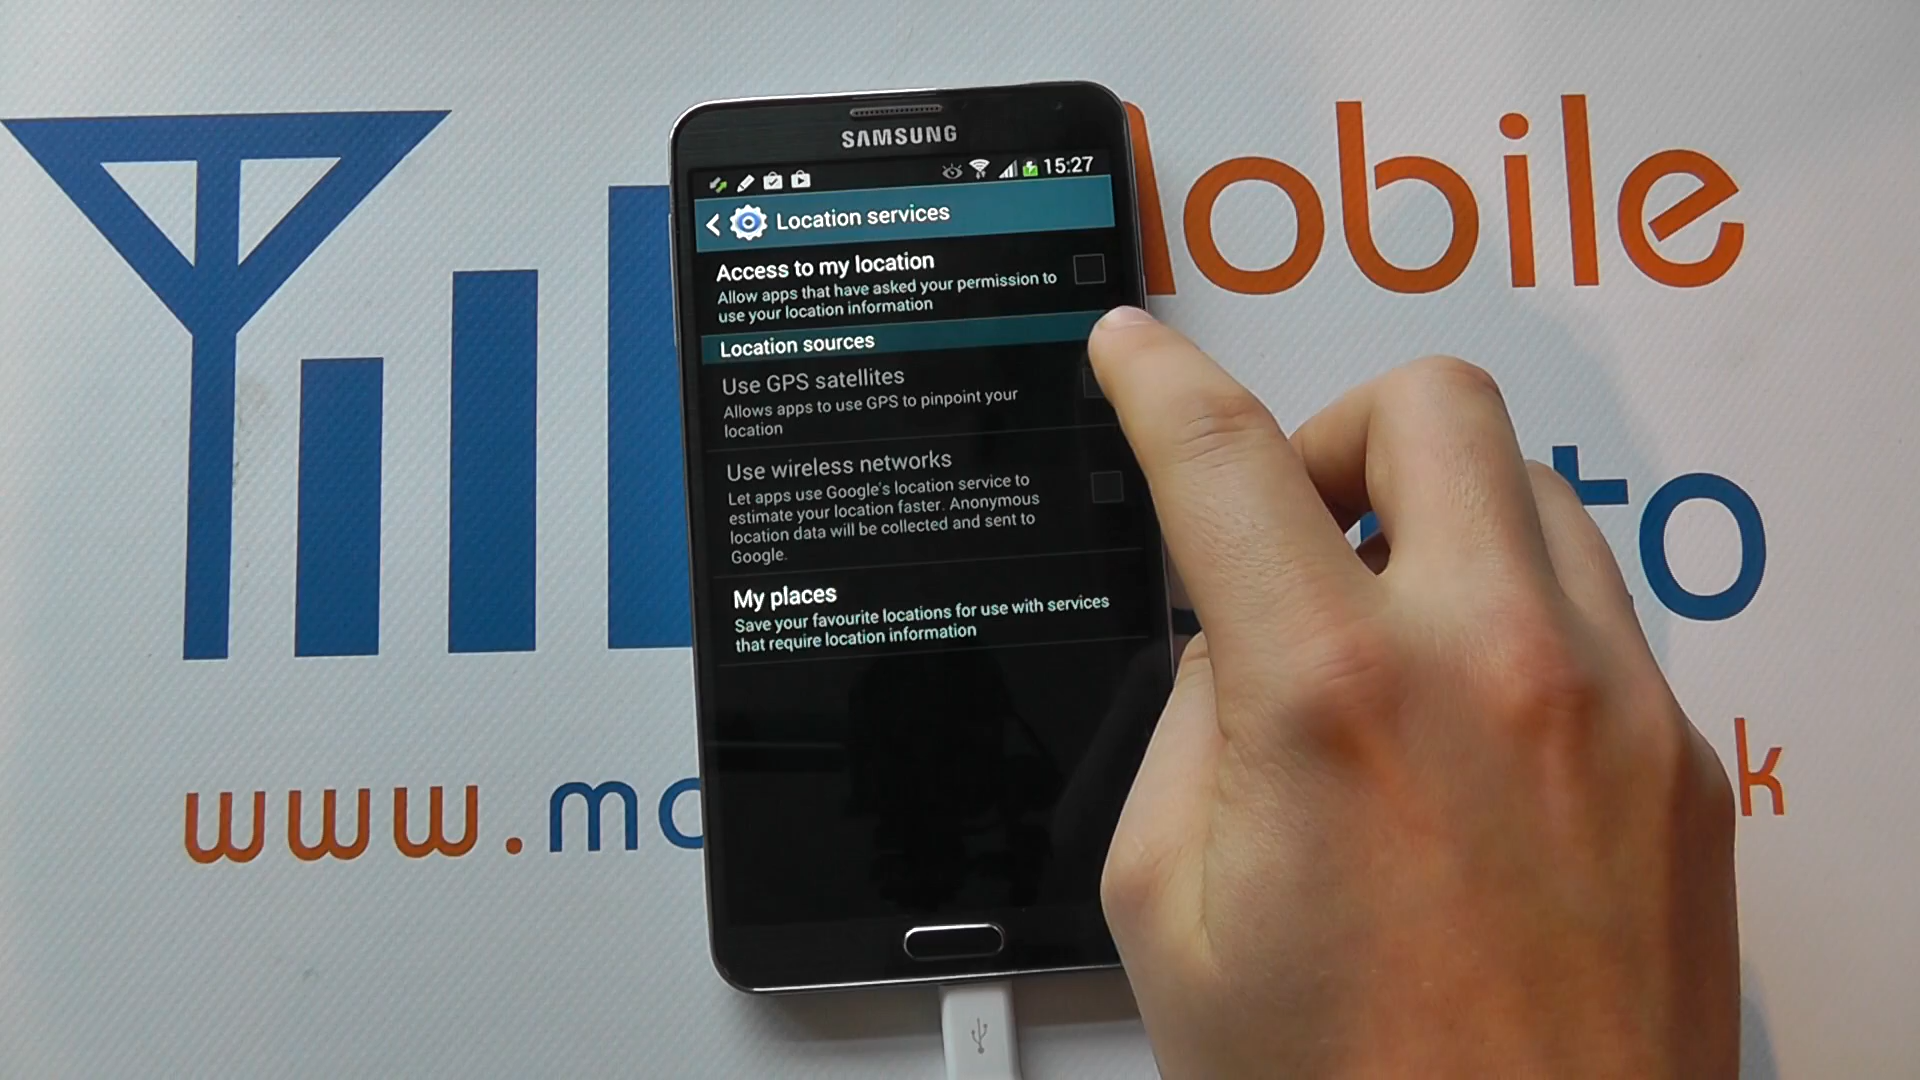 SAMSUNG
15:27
Location services
Access to my location
Allow apps that have asked your permission to
use your location information
Location sources
Use GPS satellites
Allows apps to use GPS to pinpoint your
location
Use wireless networks
Let apps use Google's location service to
estimate your location faster. Anonymous
location data will be collected and sent to
Google.
My places
Save your favourite locations for use with services
that require location information
obile
to
www.mo
k